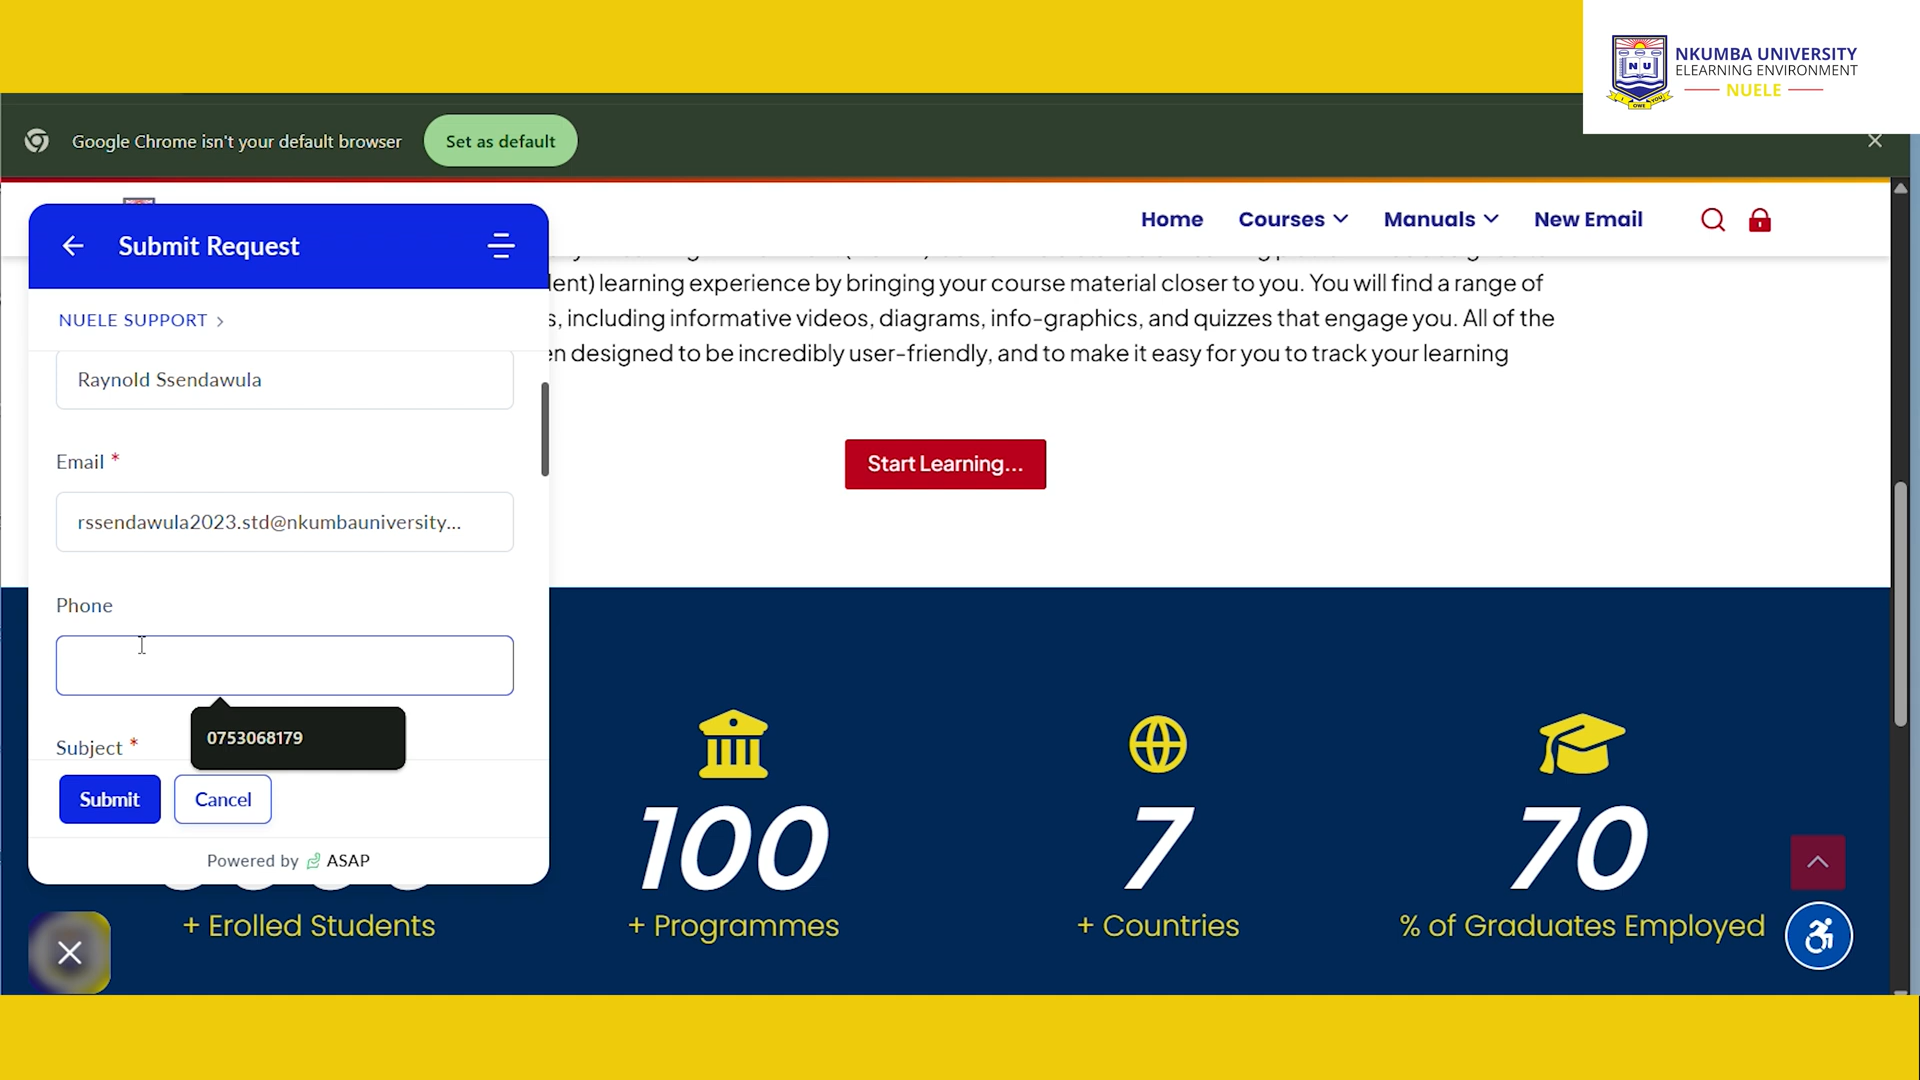 NKUMBA UNIVERSITY
ELEARNING ENVIRONMENT
NUELE
N U
I OWE YOU
Google Chrome isn't your default browser
Set as default
Home
Courses
Manuals
New Email
Submit Request
NUELE SUPPORT >
Raynold Ssendawula
Email *
rssendawula2023.std@nkumbauniversity...
Phone
0753068179
Subject *
Submit
Cancel
Powered by ASAP
ent) learning experience by bringing your course material closer to you. You will find a range of
s, including informative videos, diagrams, info-graphics, and quizzes that engage you. All of the
en designed to be incredibly user-friendly, and to make it easy for you to track your learning
Start Learning...
+ Erolled Students
100
+ Programmes
7
+ Countries
70
% of Graduates Employed